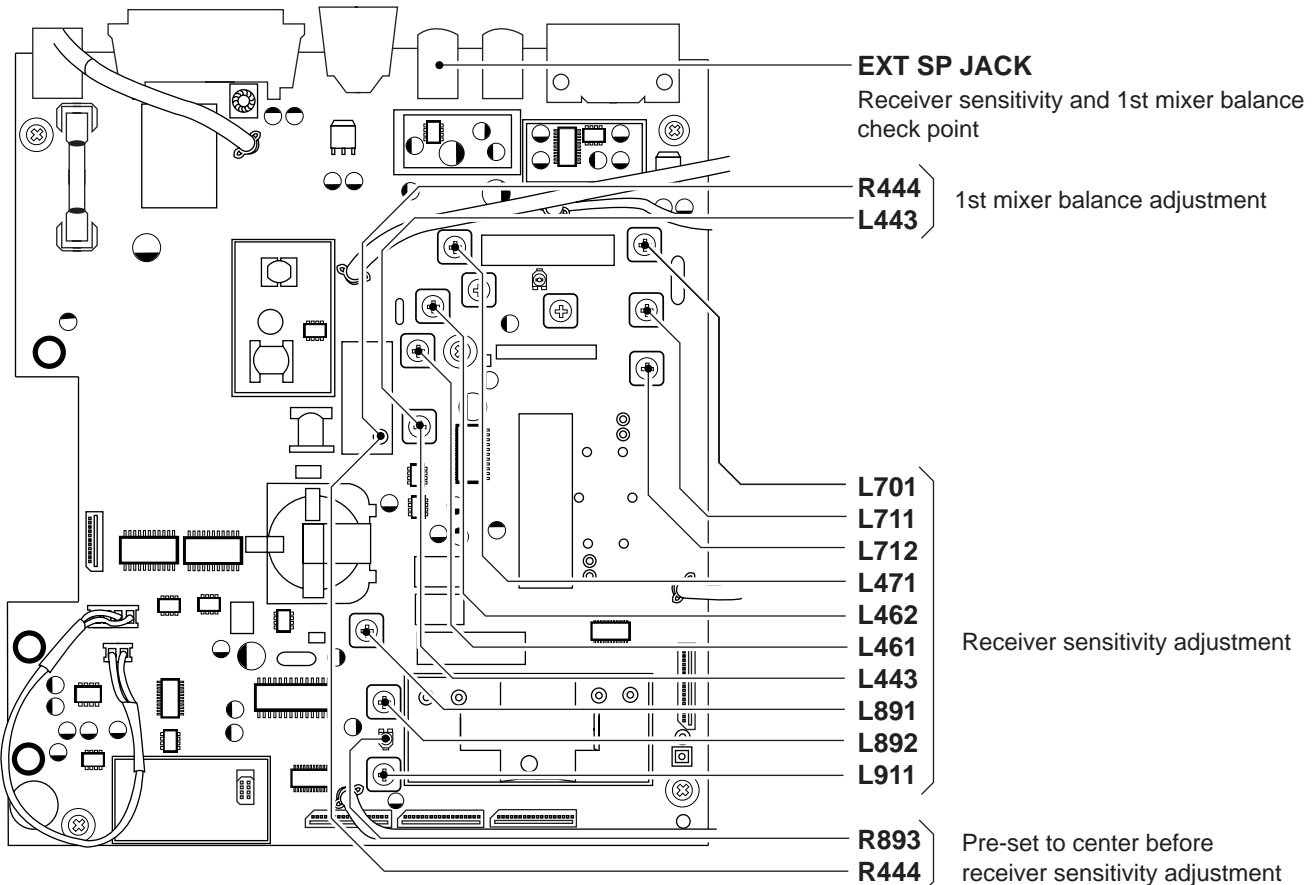 EXT SP JACK
Receiver sensitivity and 1st mixer balance
check point
R444
L443
1st mixer balance adjustment
L701
L711
L712
L471
L462
L461
L443
L891
L892
L911
Receiver sensitivity adjustment
R893
R444
Pre-set to center before
receiver sensitivity adjustment